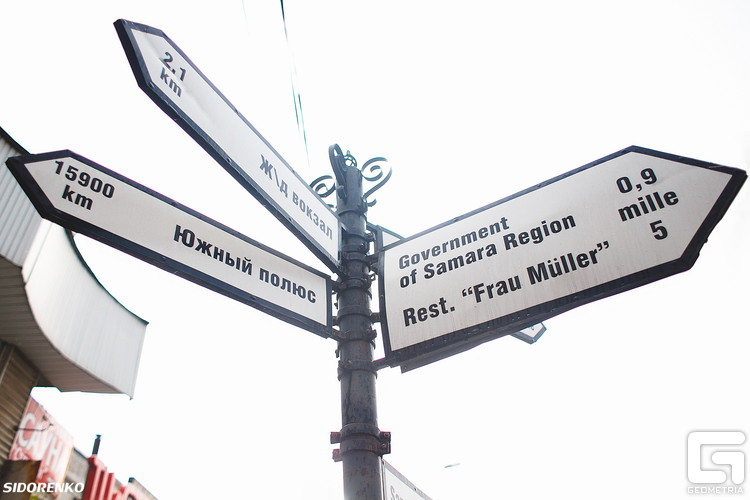 2,1
km
Ж\д вокзал
15900
km
Южный полюс
Government
of Samara Region
Rest. “Frau Müller”
0,9
mille
5
САУН
SIDORENKO
GEOMETRIA